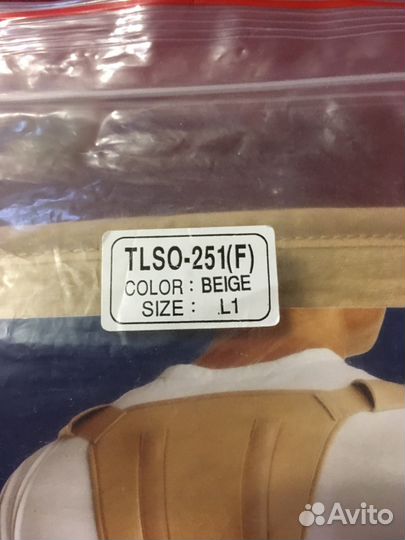 TLSO-251(F)
COLOR: BEIGE
SIZE: L1
Avito